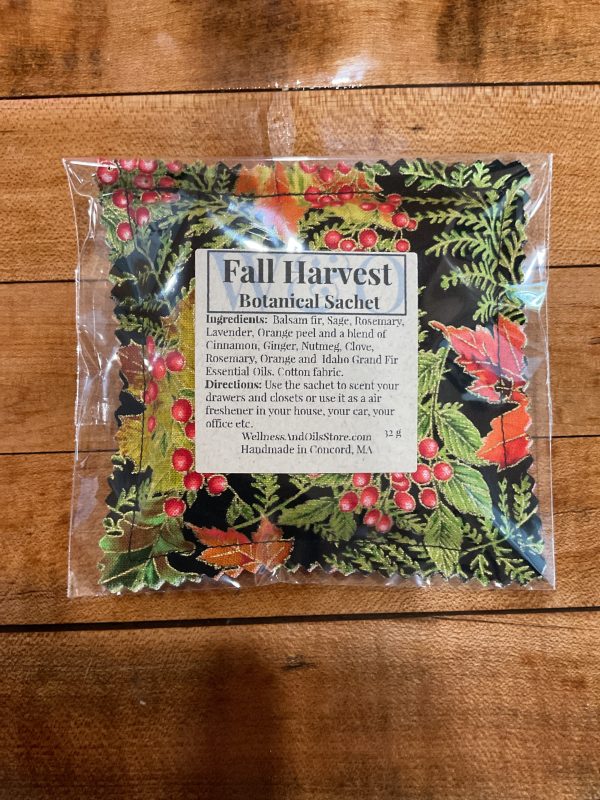 Fall Harvest
Botanical Sachet
Ingredients: Balsam fir, Sage, Rosemary,
Lavender, Orange peel and a blend of
Cinnamon, Ginger, Nutmeg, Clove,
Rosemary, Orange and Idaho Grand Fir
Essential Oils. Cotton fabric.
Directions: Use the sachet to scent your
drawers and closets or use it as a air
freshener in your house, your car, your
office etc.
WellnessAndOilsStore.com 32 g
Handmade in Concord, MA